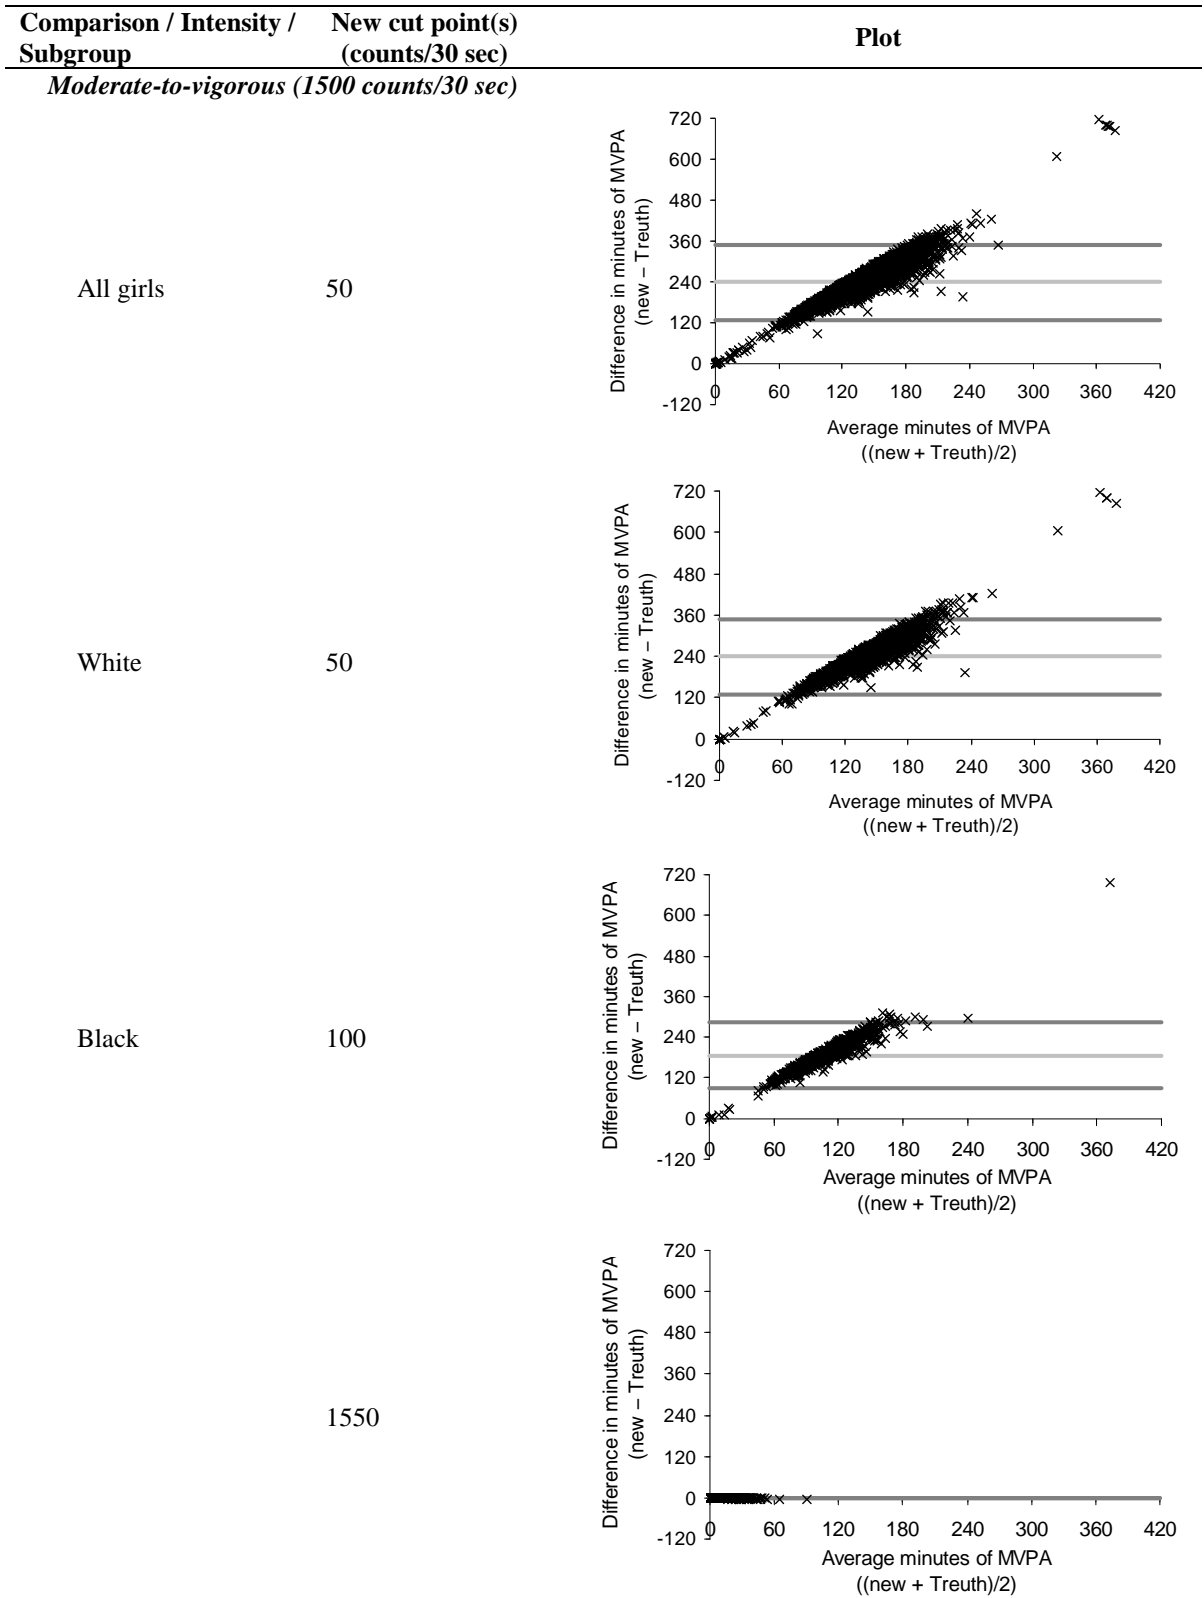 Comparison / Intensity / Subgroup
New cut point(s) (counts/30 sec)
Plot
Moderate-to-vigorous (1500 counts/30 sec)
All girls
50
Difference in minutes of MVPA
(new – Treuth)
720
600
480
360
240
120
0
-120
0 60 120 180 240 300 360 420
Average minutes of MVPA
((new + Treuth)/2)
White
50
Difference in minutes of MVPA
(new – Treuth)
720
600
480
360
240
120
0
-120
0 60 120 180 240 300 360 420
Average minutes of MVPA
((new + Treuth)/2)
Black
100
Difference in minutes of MVPA
(new – Treuth)
720
600
480
360
240
120
0
-120
0 60 120 180 240 300 360 420
Average minutes of MVPA
((new + Treuth)/2)
1550
Difference in minutes of MVPA
(new – Treuth)
720
600
480
360
240
120
0
-120
0 60 120 180 240 300 360 420
Average minutes of MVPA
((new + Treuth)/2)